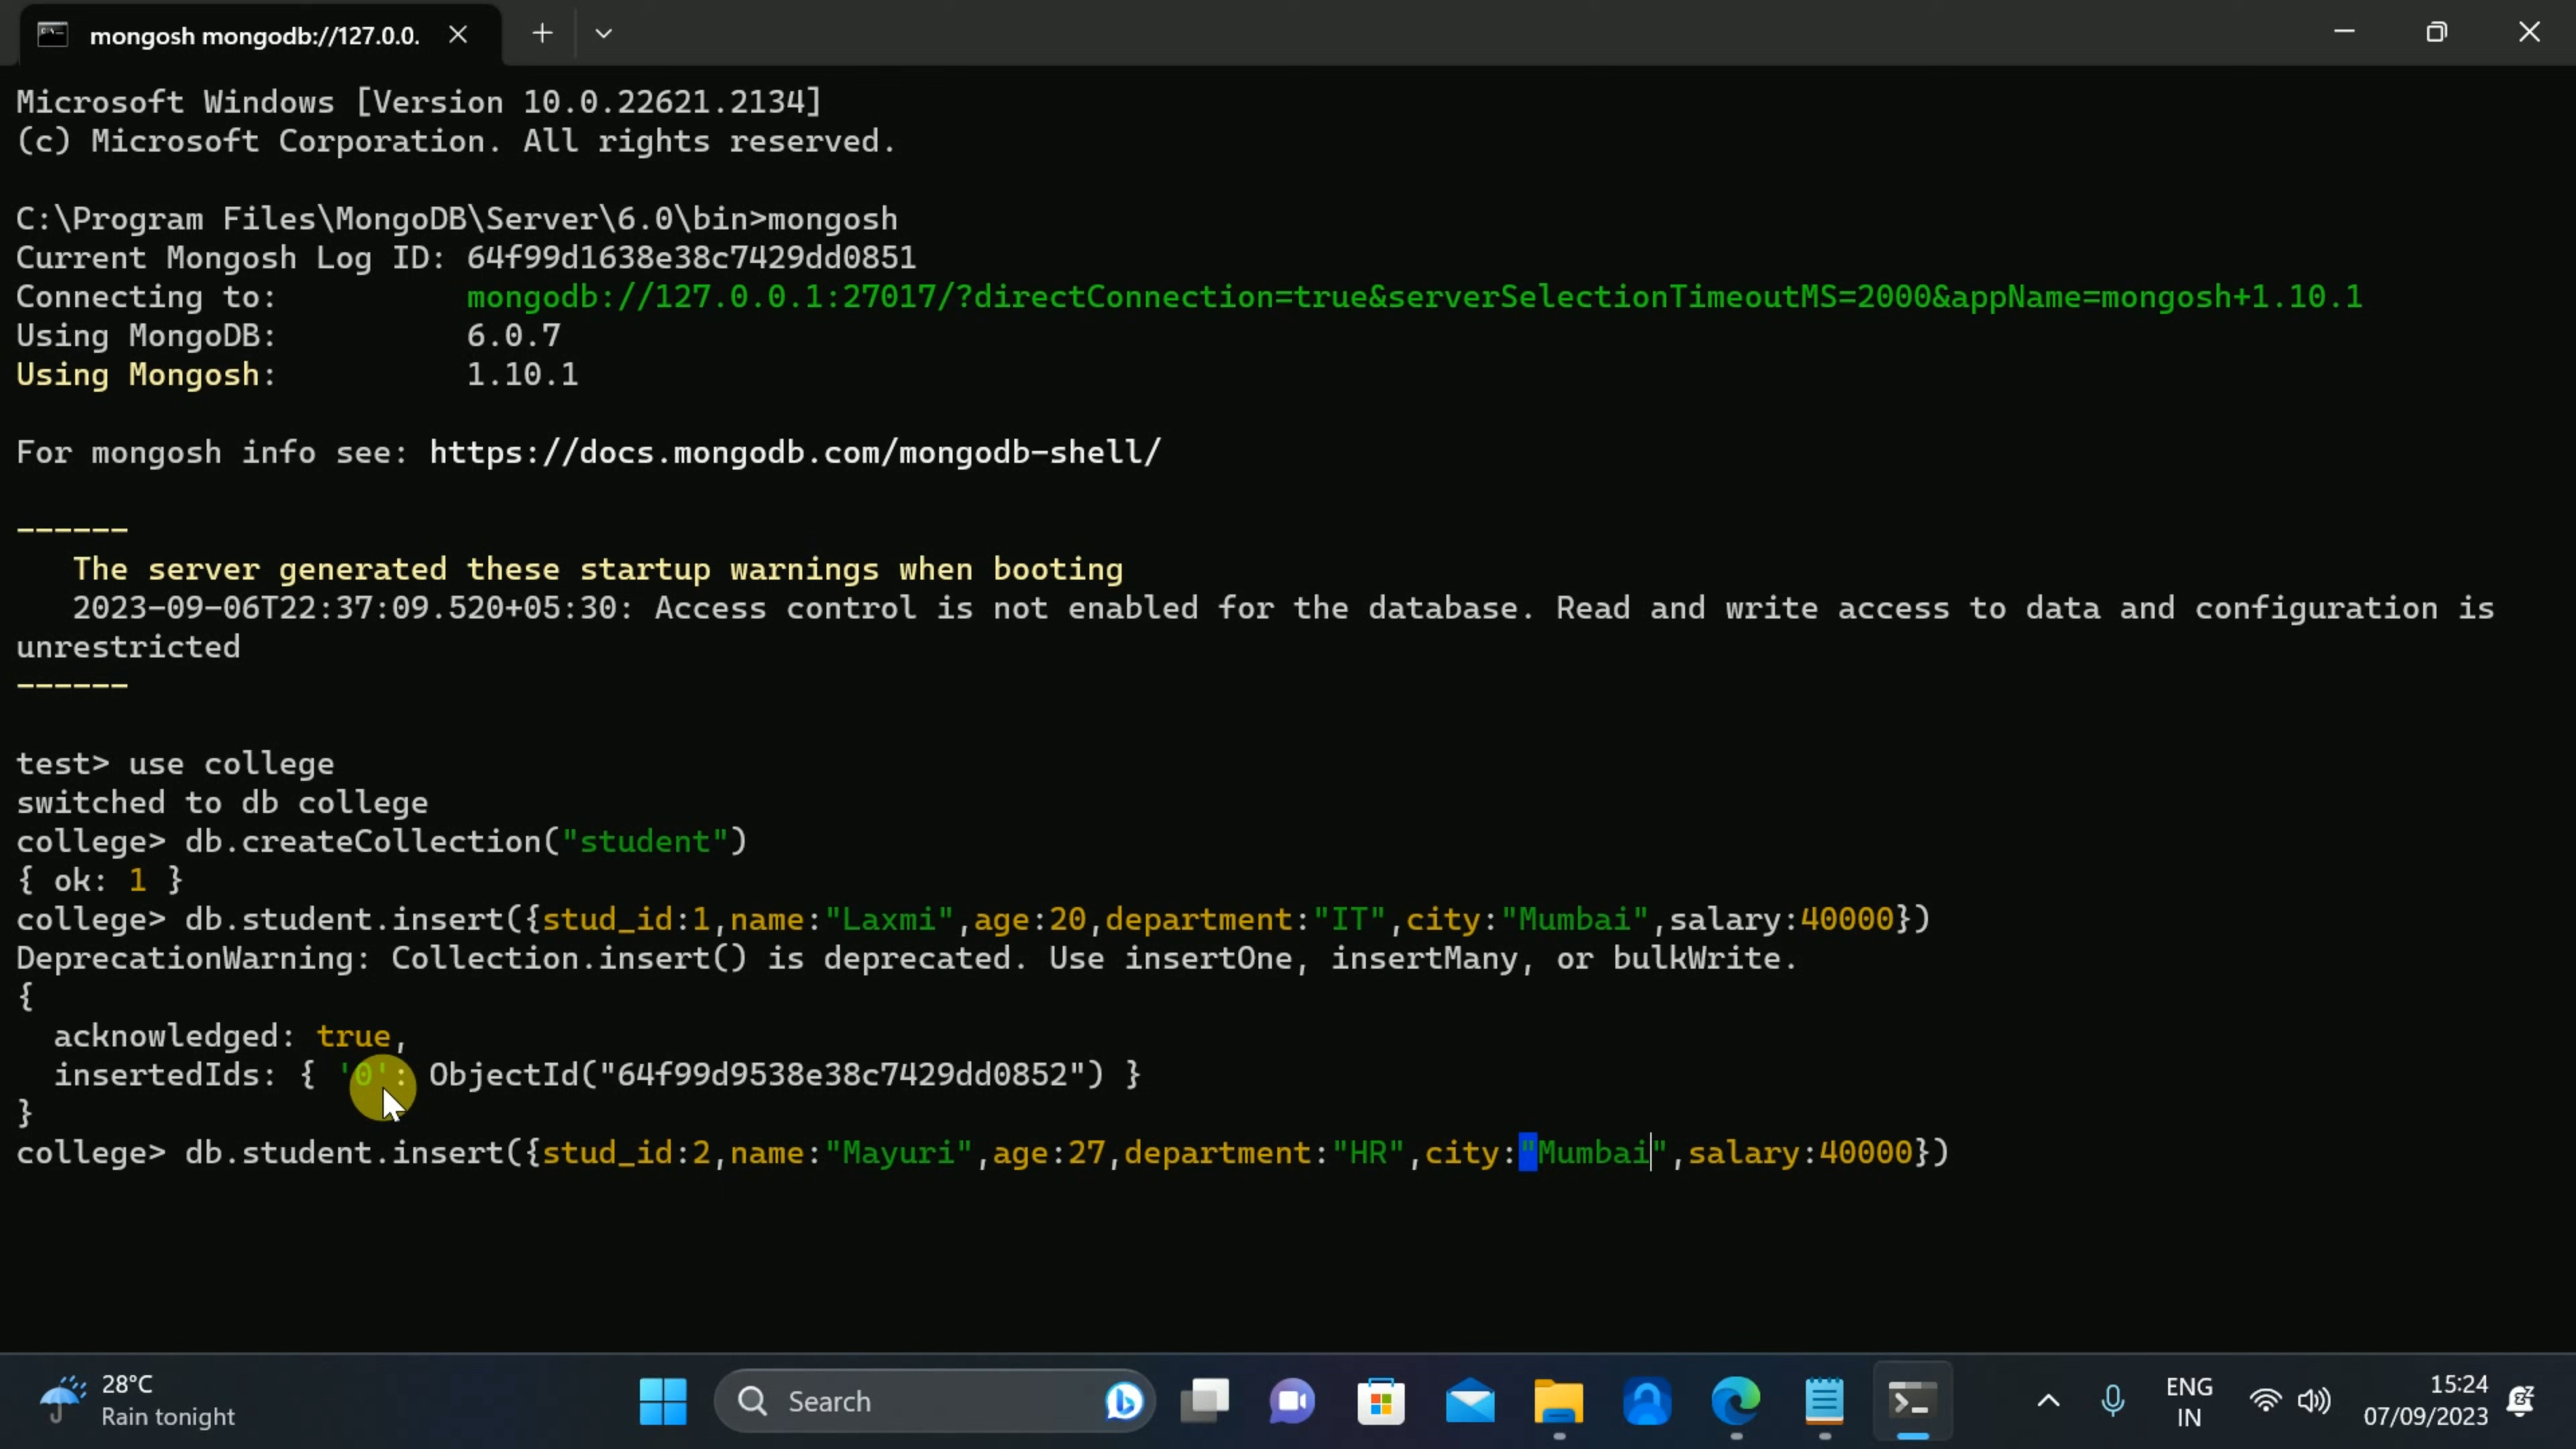 mongosh mongodb://127.0.0.
Microsoft Windows [Version 10.0.22621.2134]
(c) Microsoft Corporation. All rights reserved.
C:\Program Files\MongoDB\Server\6.0\bin>mongosh
Current Mongosh Log ID: 64f99d1638e38c7429dd0851
Connecting to: mongodb://127.0.0.1:27017/?directConnection=true&serverSelectionTimeoutMS=2000&appName=mongosh+1.10.1
Using MongoDB: 6.0.7
Using Mongosh: 1.10.1
For mongosh info see: https://docs.mongodb.com/mongodb-shell/
------
The server generated these startup warnings when booting
2023-09-06T22:37:09.520+05:30: Access control is not enabled for the database. Read and write access to data and configuration is
unrestricted
------
test> use college
switched to db college
college> db.createCollection("student")
{ ok: 1 }
college> db.student.insert({stud_id:1,name:"Laxmi",age:20,department:"IT",city:"Mumbai",salary:40000})
DeprecationWarning: Collection.insert() is deprecated. Use insertOne, insertMany, or bulkWrite.
{
acknowledged: true,
insertedIds: { '0': ObjectId("64f99d9538e38c7429dd0852") }
}
college> db.student.insert({stud_id:2,name:"Mayuri",age:27,department:"HR",city:"Mumbai",salary:40000})
28°C
Rain tonight
Search
ENG
IN
15:24
07/09/2023